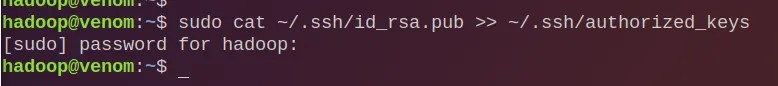 hadoop@venom:~$
hadoop@venom:~$ sudo cat ~/.ssh/id_rsa.pub >> ~/.ssh/authorized_keys
[sudo] password for hadoop:
hadoop@venom:~$ _